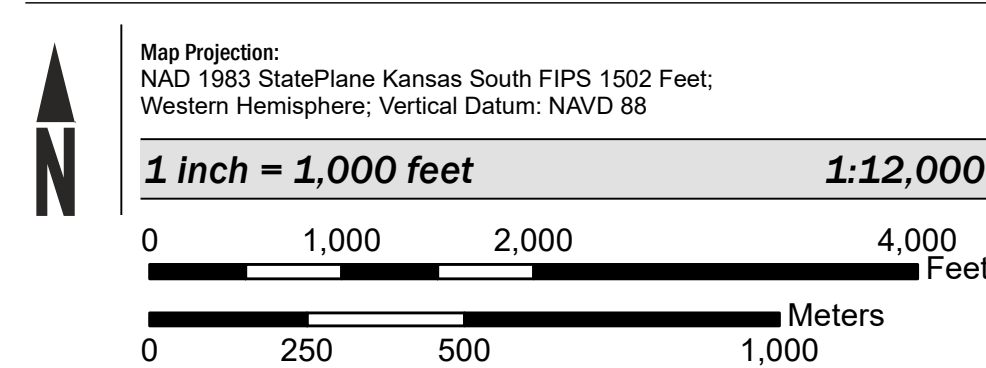 Map Projection:
NAD 1983 StatePlane Kansas South FIPS 1502 Feet;
Western Hemisphere; Vertical Datum: NAVD 88
N
1 inch = 1,000 feet 1:12,000
0 1,000 2,000 4,000
Feet
Meters
0 250 500 1,000